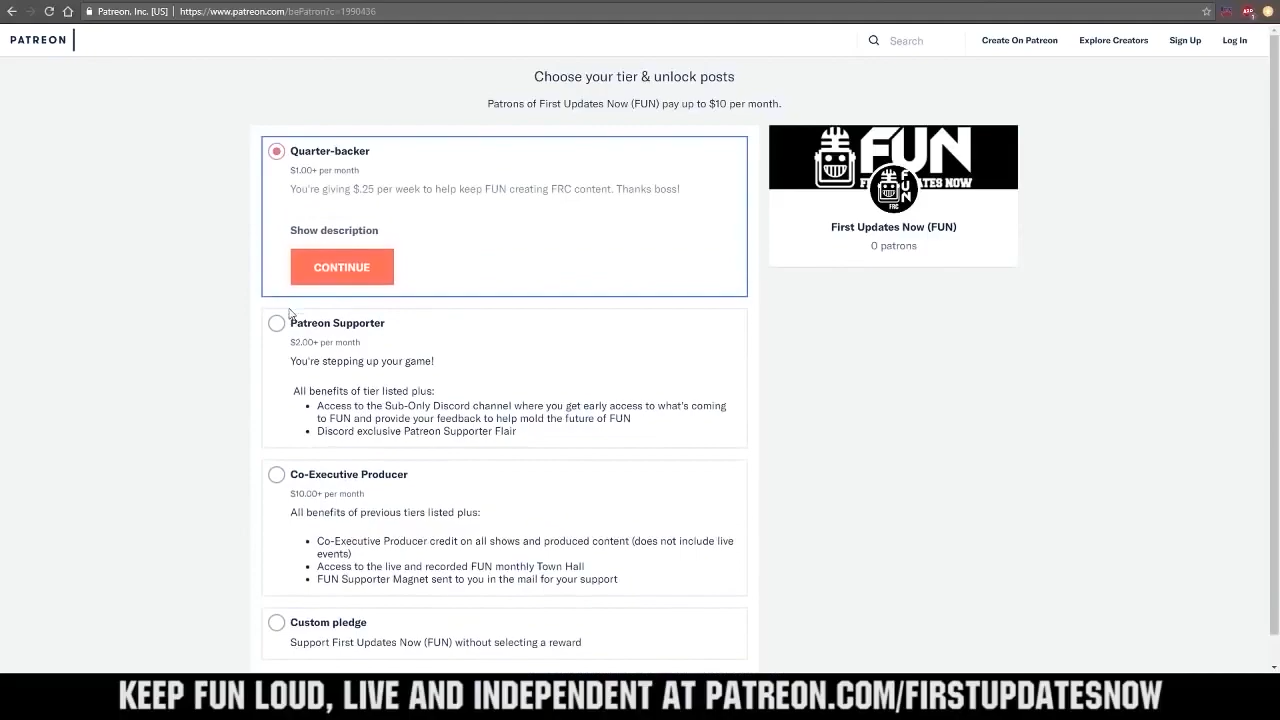 Patreon, Inc. [US] | https://www.patreon.com/bePatron?c=1990436
PATREON
Search
Create On Patreon
Explore Creators
Sign Up
Log In
Choose your tier & unlock posts
Patrons of First Updates Now (FUN) pay up to $10 per month.
Quarter-backer
$1.00+ per month
You're giving $.25 per week to help keep FUN creating FRC content. Thanks boss!
Show description
CONTINUE
FUN
FUN
FRC
First Updates Now (FUN)
0 patrons
Patreon Supporter
$2.00+ per month
You're stepping up your game!
All benefits of tier listed plus:
Access to the Sub-Only Discord channel where you get early access to what's coming
to FUN and provide your feedback to help mold the future of FUN
Discord exclusive Patreon Supporter Flair
Co-Executive Producer
$10.00+ per month
All benefits of previous tiers listed plus:
Co-Executive Producer credit on all shows and produced content (does not include live
events)
Access to the live and recorded FUN monthly Town Hall
FUN Supporter Magnet sent to you in the mail for your support
Custom pledge
Support First Updates Now (FUN) without selecting a reward
KEEP FUN LOUD, LIVE AND INDEPENDENT AT PATREON.COM/FIRSTUPDATESNOW